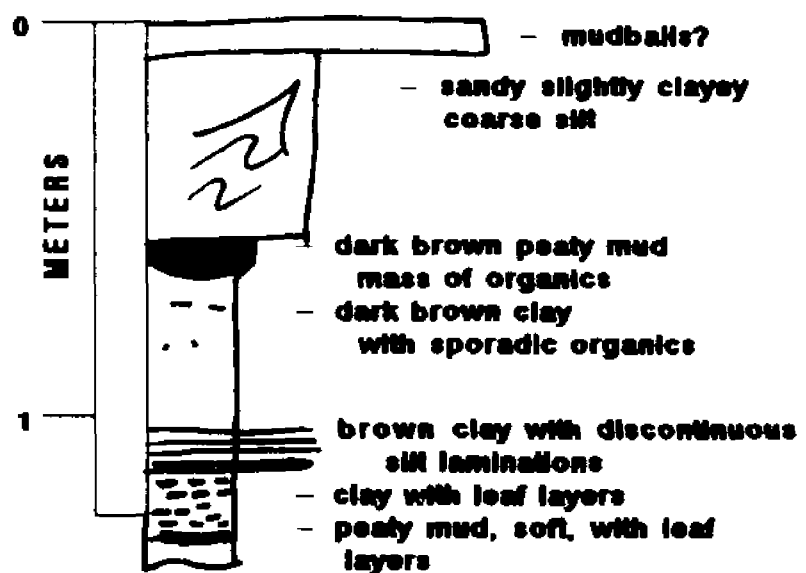 0
– mudballs?
– sandy slightly clayey
coarse silt
METERS
– dark brown peaty mud
mass of organics
– dark brown clay
with sporadic organics
1
brown clay with discontinuous
silt laminations
– clay with leaf layers
– peaty mud, soft, with leaf
layers